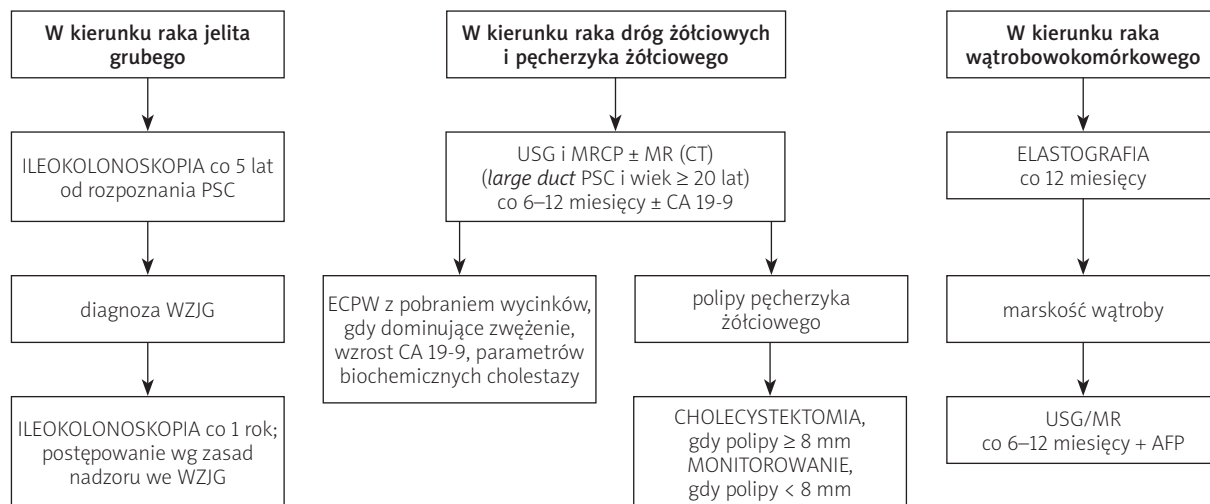 W kierunku raka jelita
grubego
ILEOKOLONOSKOPIA co 5 lat
od rozpoznania PSC
diagnoza WZJG
ILEOKOLONOSKOPIA co 1 rok;
postępowanie wg zasad
nadzoru we WZJG
W kierunku raka dróg żółciowych
i pęcherzyka żółciowego
USG i MRCP ± MR (CT)
(large duct PSC i wiek ≥ 20 lat)
co 6–12 miesięcy ± CA 19-9
ECPW z pobraniem wycinków,
gdy dominujące zwężenie,
wzrost CA 19-9, parametrów
biochemicznych cholestazy
polipy pęcherzyka
żółciowego
CHOLECYSTEKTOMIA,
gdy polipy ≥ 8 mm
MONITOROWANIE,
gdy polipy < 8 mm
W kierunku raka
wątrobowokomórkowego
ELASTOGRAFIA
co 12 miesięcy
marskość wątroby
USG/MR
co 6–12 miesięcy + AFP